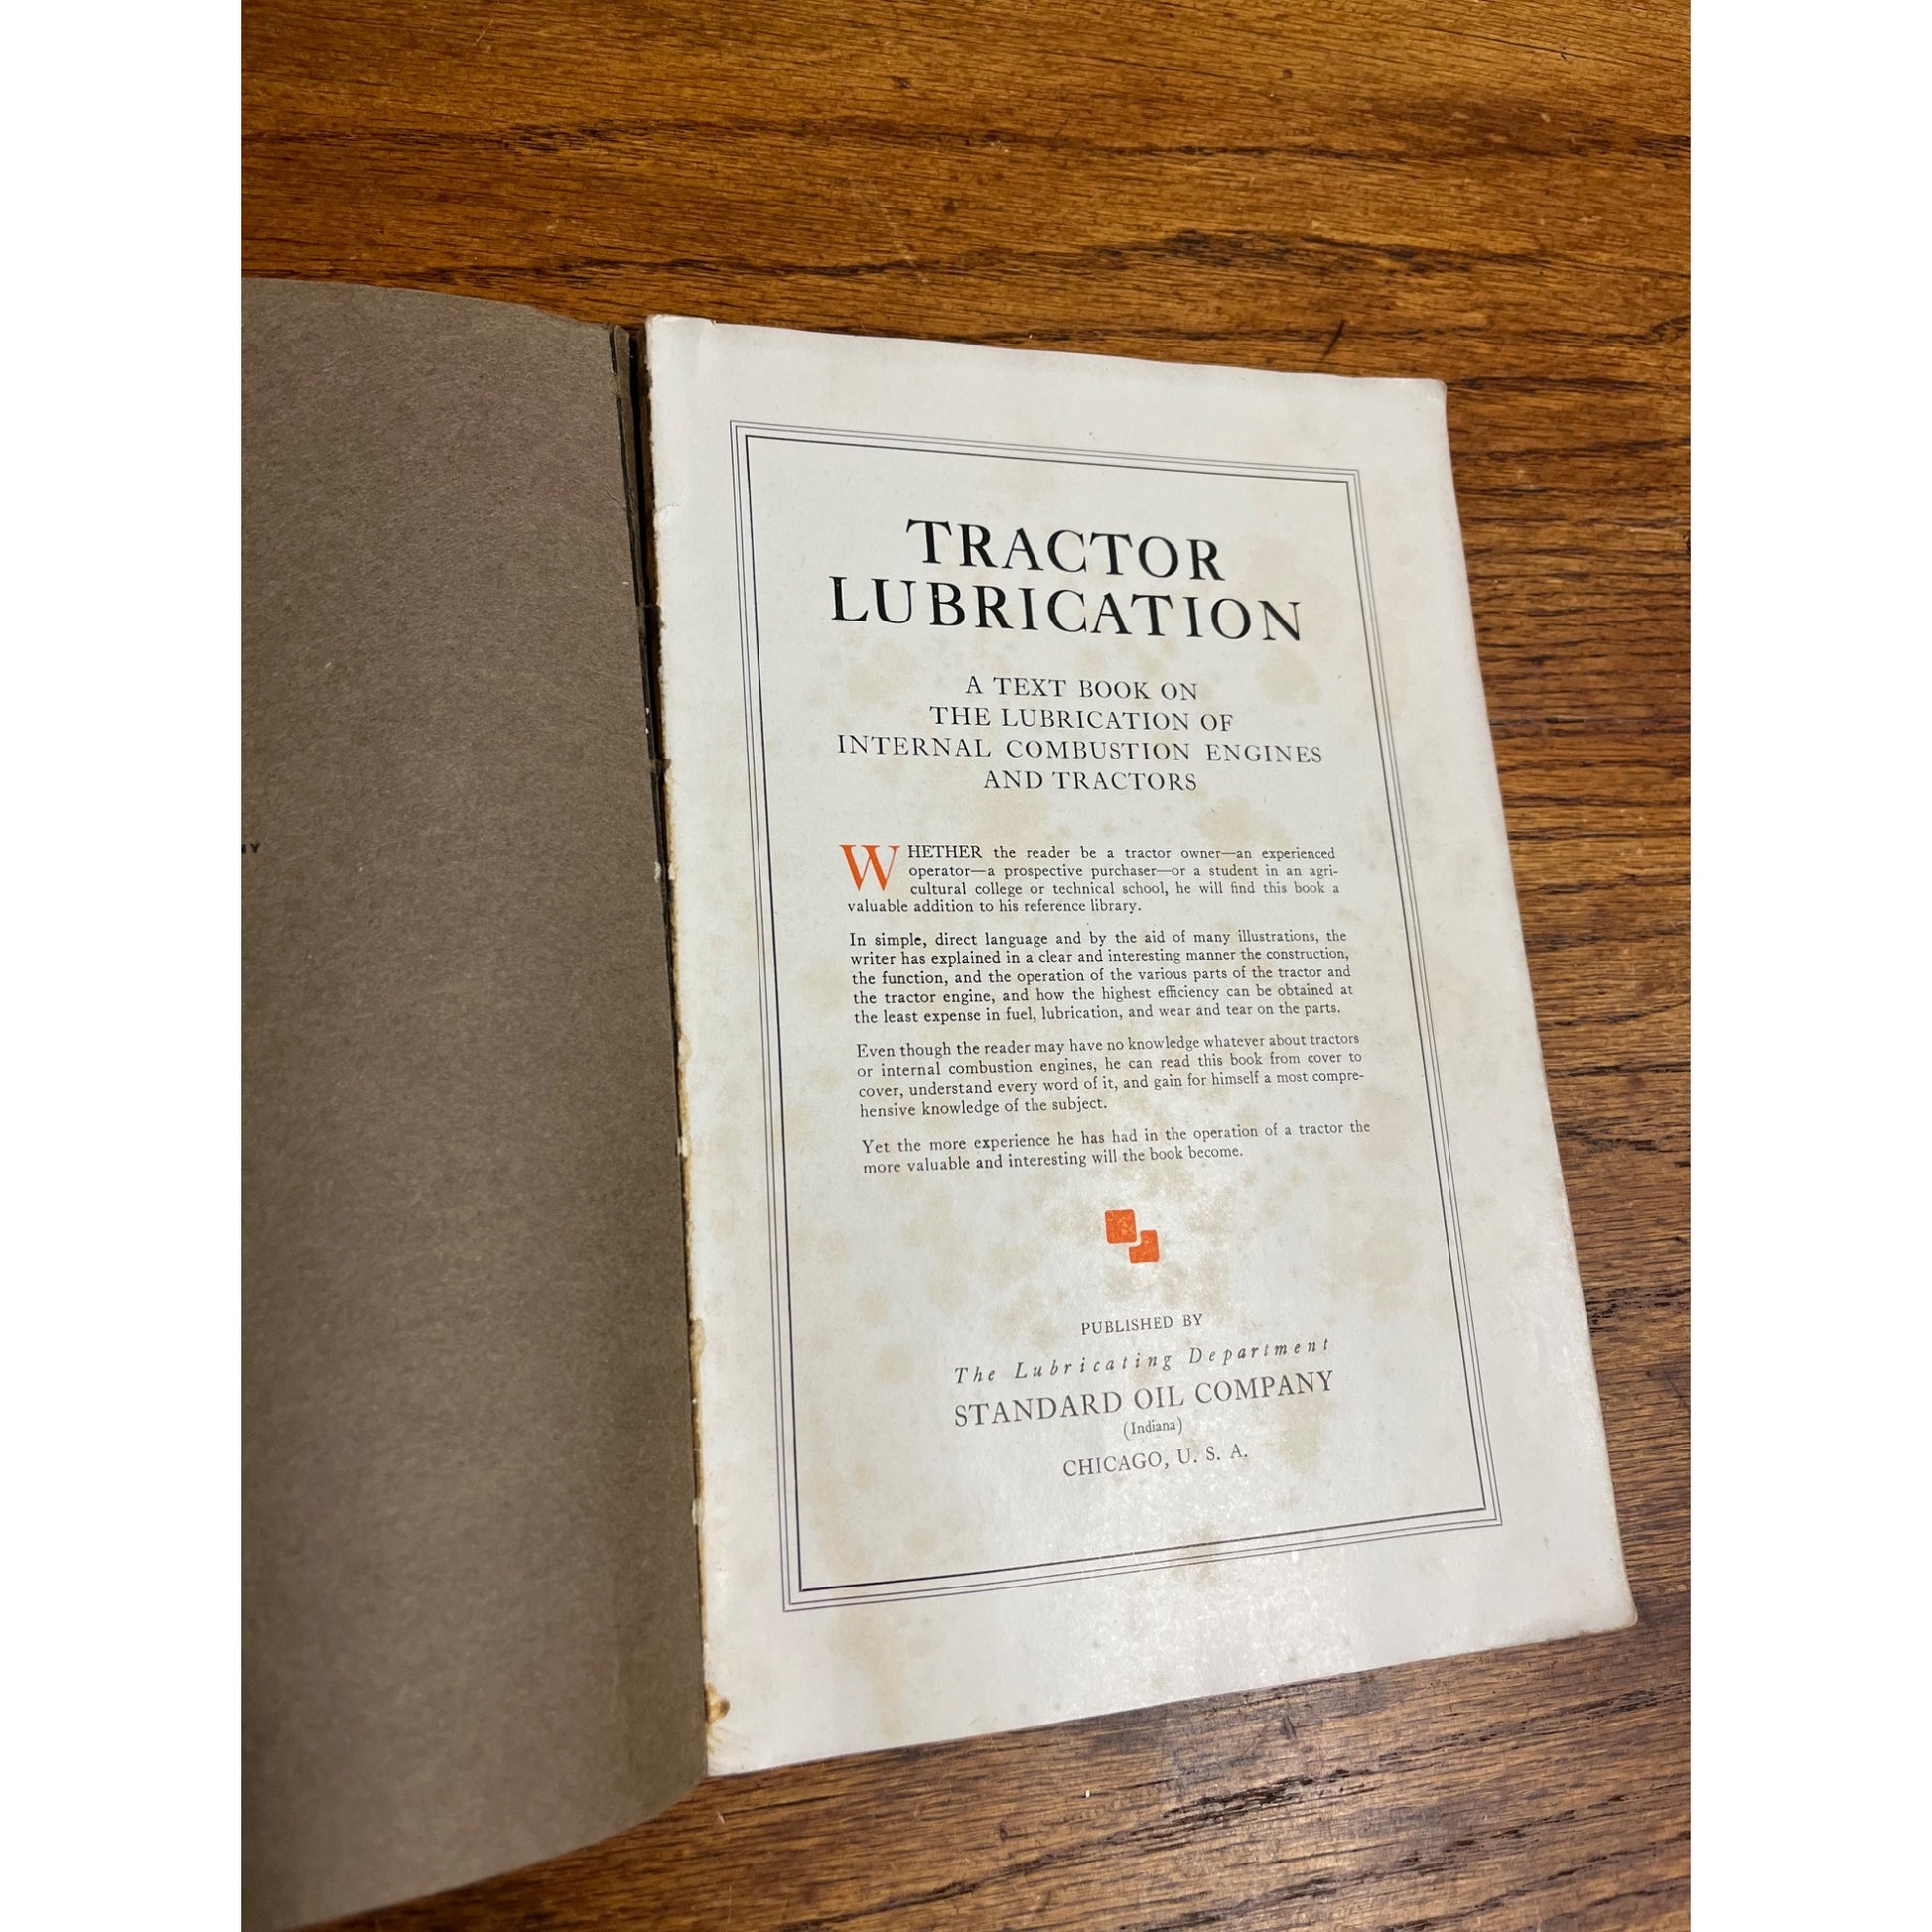 TRACTOR
LUBRICATION
A TEXT BOOK ON
THE LUBRICATION OF
INTERNAL COMBUSTION ENGINES
AND TRACTORS
WHETHER the reader be a tractor owner—an experienced
operator—a prospective purchaser—or a student in an agri-
cultural college or technical school, he will find this book a
valuable addition to his reference library.
In simple, direct language and by the aid of many illustrations, the
writer has explained in a clear and interesting manner the construction,
the function, and the operation of the various parts of the tractor and
the tractor engine, and how the highest efficiency can be obtained at
the least expense in fuel, lubrication, and wear and tear on the parts.
Even though the reader may have no knowledge whatever about tractors
or internal combustion engines, he can read this book from cover to
cover, understand every word of it, and gain for himself a most compre-
hensive knowledge of the subject.
Yet the more experience he has had in the operation of a tractor the
more valuable and interesting will the book become.
PUBLISHED BY
The Lubricating Department
STANDARD OIL COMPANY
(Indiana)
CHICAGO, U. S. A.